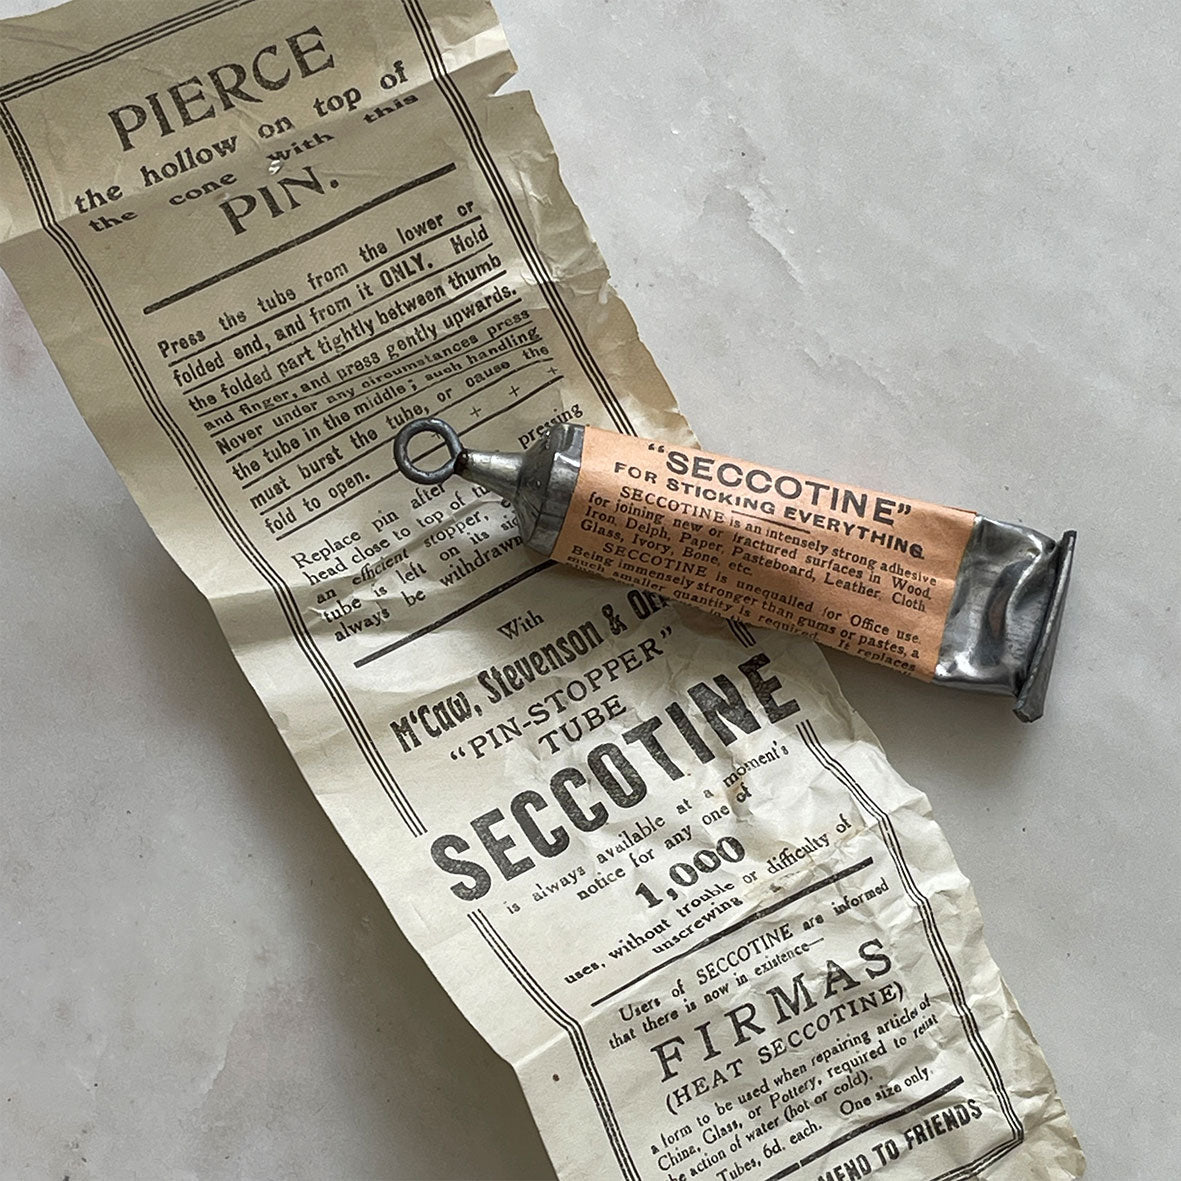 PIERCE
the hollow on top of
the cone with this
PIN.
Press the tube from the lower or
folded end, and from it ONLY. Hold
the folded part tightly between thumb
and finger, and press gently upwards.
Never under any circumstances press
the tube in the middle; such handling
must burst the tube, or cause the
fold to open. + + +
Replace pin after pressing
head close to top of
an efficient stopper,
tube is left on its
always be withdrawn
With
M'Caw, Stevenson &
"PIN-STOPPER"
TUBE
SECCOTINE
is always available at a moment's
notice for any one of
1,000
uses, without trouble or difficulty of
unscrewing
Users of SECCOTINE are informed
that there is now in existence—
FIRMAS
(HEAT SECCOTINE)
a form to be used when repairing articles of
China, Glass, or Pottery, required to resist
the action of water (hot or cold).
Tubes, 6d. each. One size only.
TO FRIENDS
"SECCOTINE"
FOR STICKING EVERYTHING.
SECCOTINE is an intensely strong adhesive
for joining new or fractured surfaces in Wood,
Iron, Delph, Paper, Pasteboard, Leather, Cloth
Glass, Ivory, Bone, etc.
SECCOTINE is unequalled for Office use.
Being immensely stronger than gums or pastes, a
much smaller quantity is required. It replaces